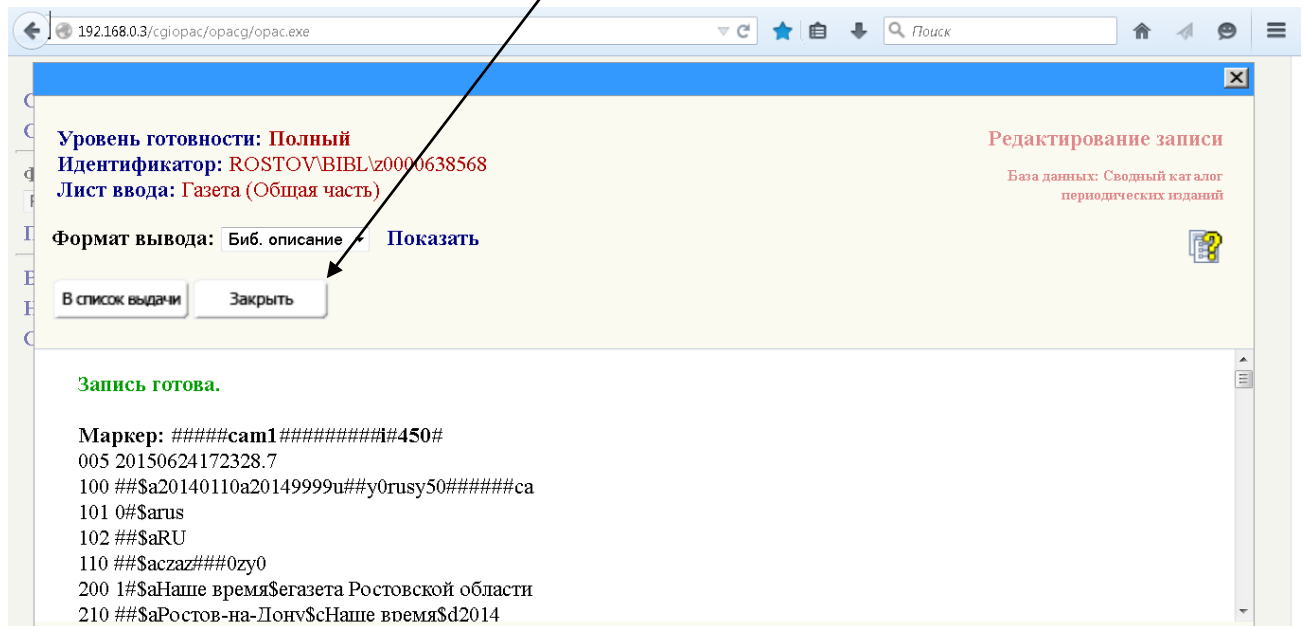 192.168.0.3/cgiopac/opacg/opac.exe
Поиск
Уровень готовности: Полный
Идентификатор: ROSTOV\BIBL\z0000638568
Лист ввода: Газета (Общая часть)
Редактирование записи
База данных: Сводный каталог
периодических изданий
Формат вывода: Биб. описание Показать
В список выдачи Закрыть
Запись готова.
Маркер: #####cam1#########i#450#
005 20150624172328.7
100 ##$a20140110a20149999u##y0rusy50######ca
101 0#$arus
102 ##$aRU
110 ##$aczaz###0zy0
200 1#$aНаше время$eгазета Ростовской области
210 ##$aРостов-на-Дону$cНаше время$d2014